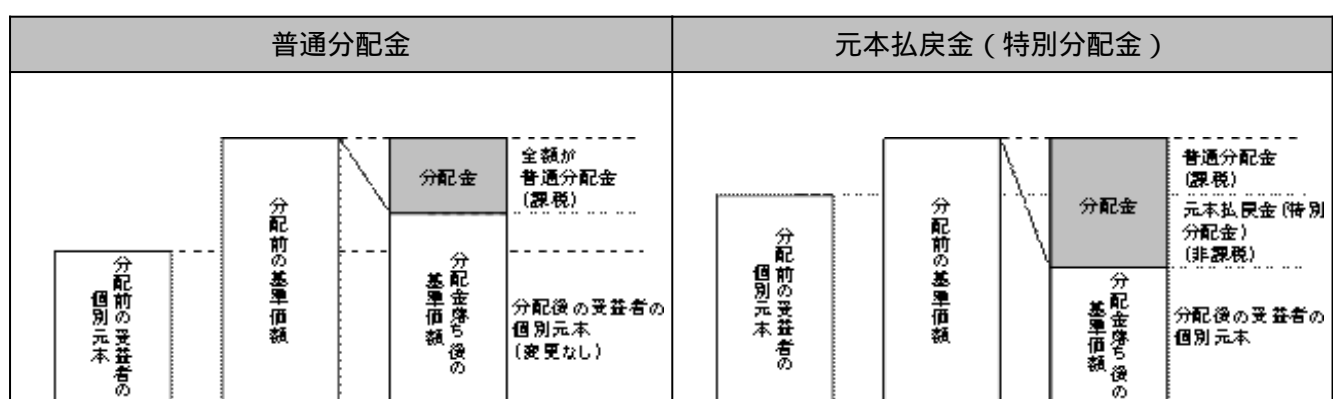 普通分配金
元本払戻金（特別分配金）
分配前の受益者の
個別元本
分配前の基準価額
分配金
分配金落ち後の
基準価額
全額が
普通分配金
（課税）
分配後の受益者の
個別元本
（変更なし）
分配前の受益者の
個別元本
分配前の基準価額
分配金
分配金落ち後の
基準価額
普通分配金
（課税）
元本払戻金（特別
分配金）
（非課税）
分配後の受益者の
個別元本